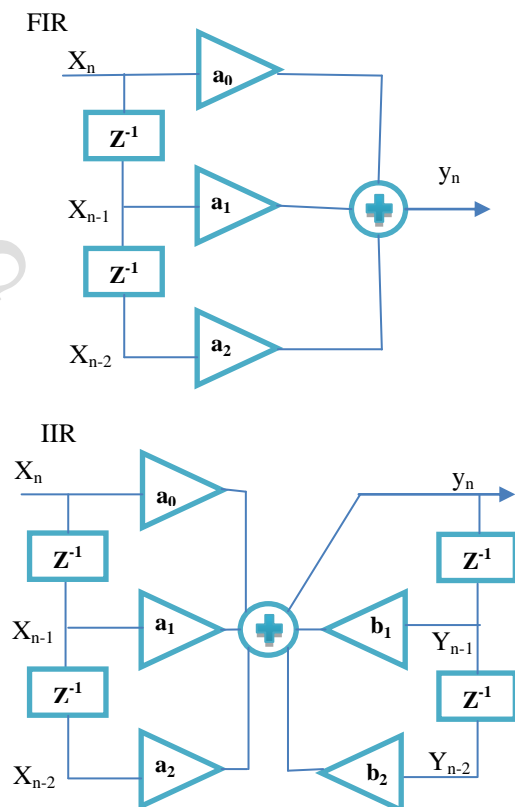 FIR
Xₙ
a₀
Z⁻¹
yₙ
Xₙ₋₁
a₁
Z⁻¹
Xₙ₋₂
a₂
IIR
Xₙ
a₀
yₙ
Z⁻¹
Z⁻¹
Xₙ₋₁
a₁
b₁
Yₙ₋₁
Z⁻¹
Z⁻¹
Xₙ₋₂
a₂
b₂
Yₙ₋₂